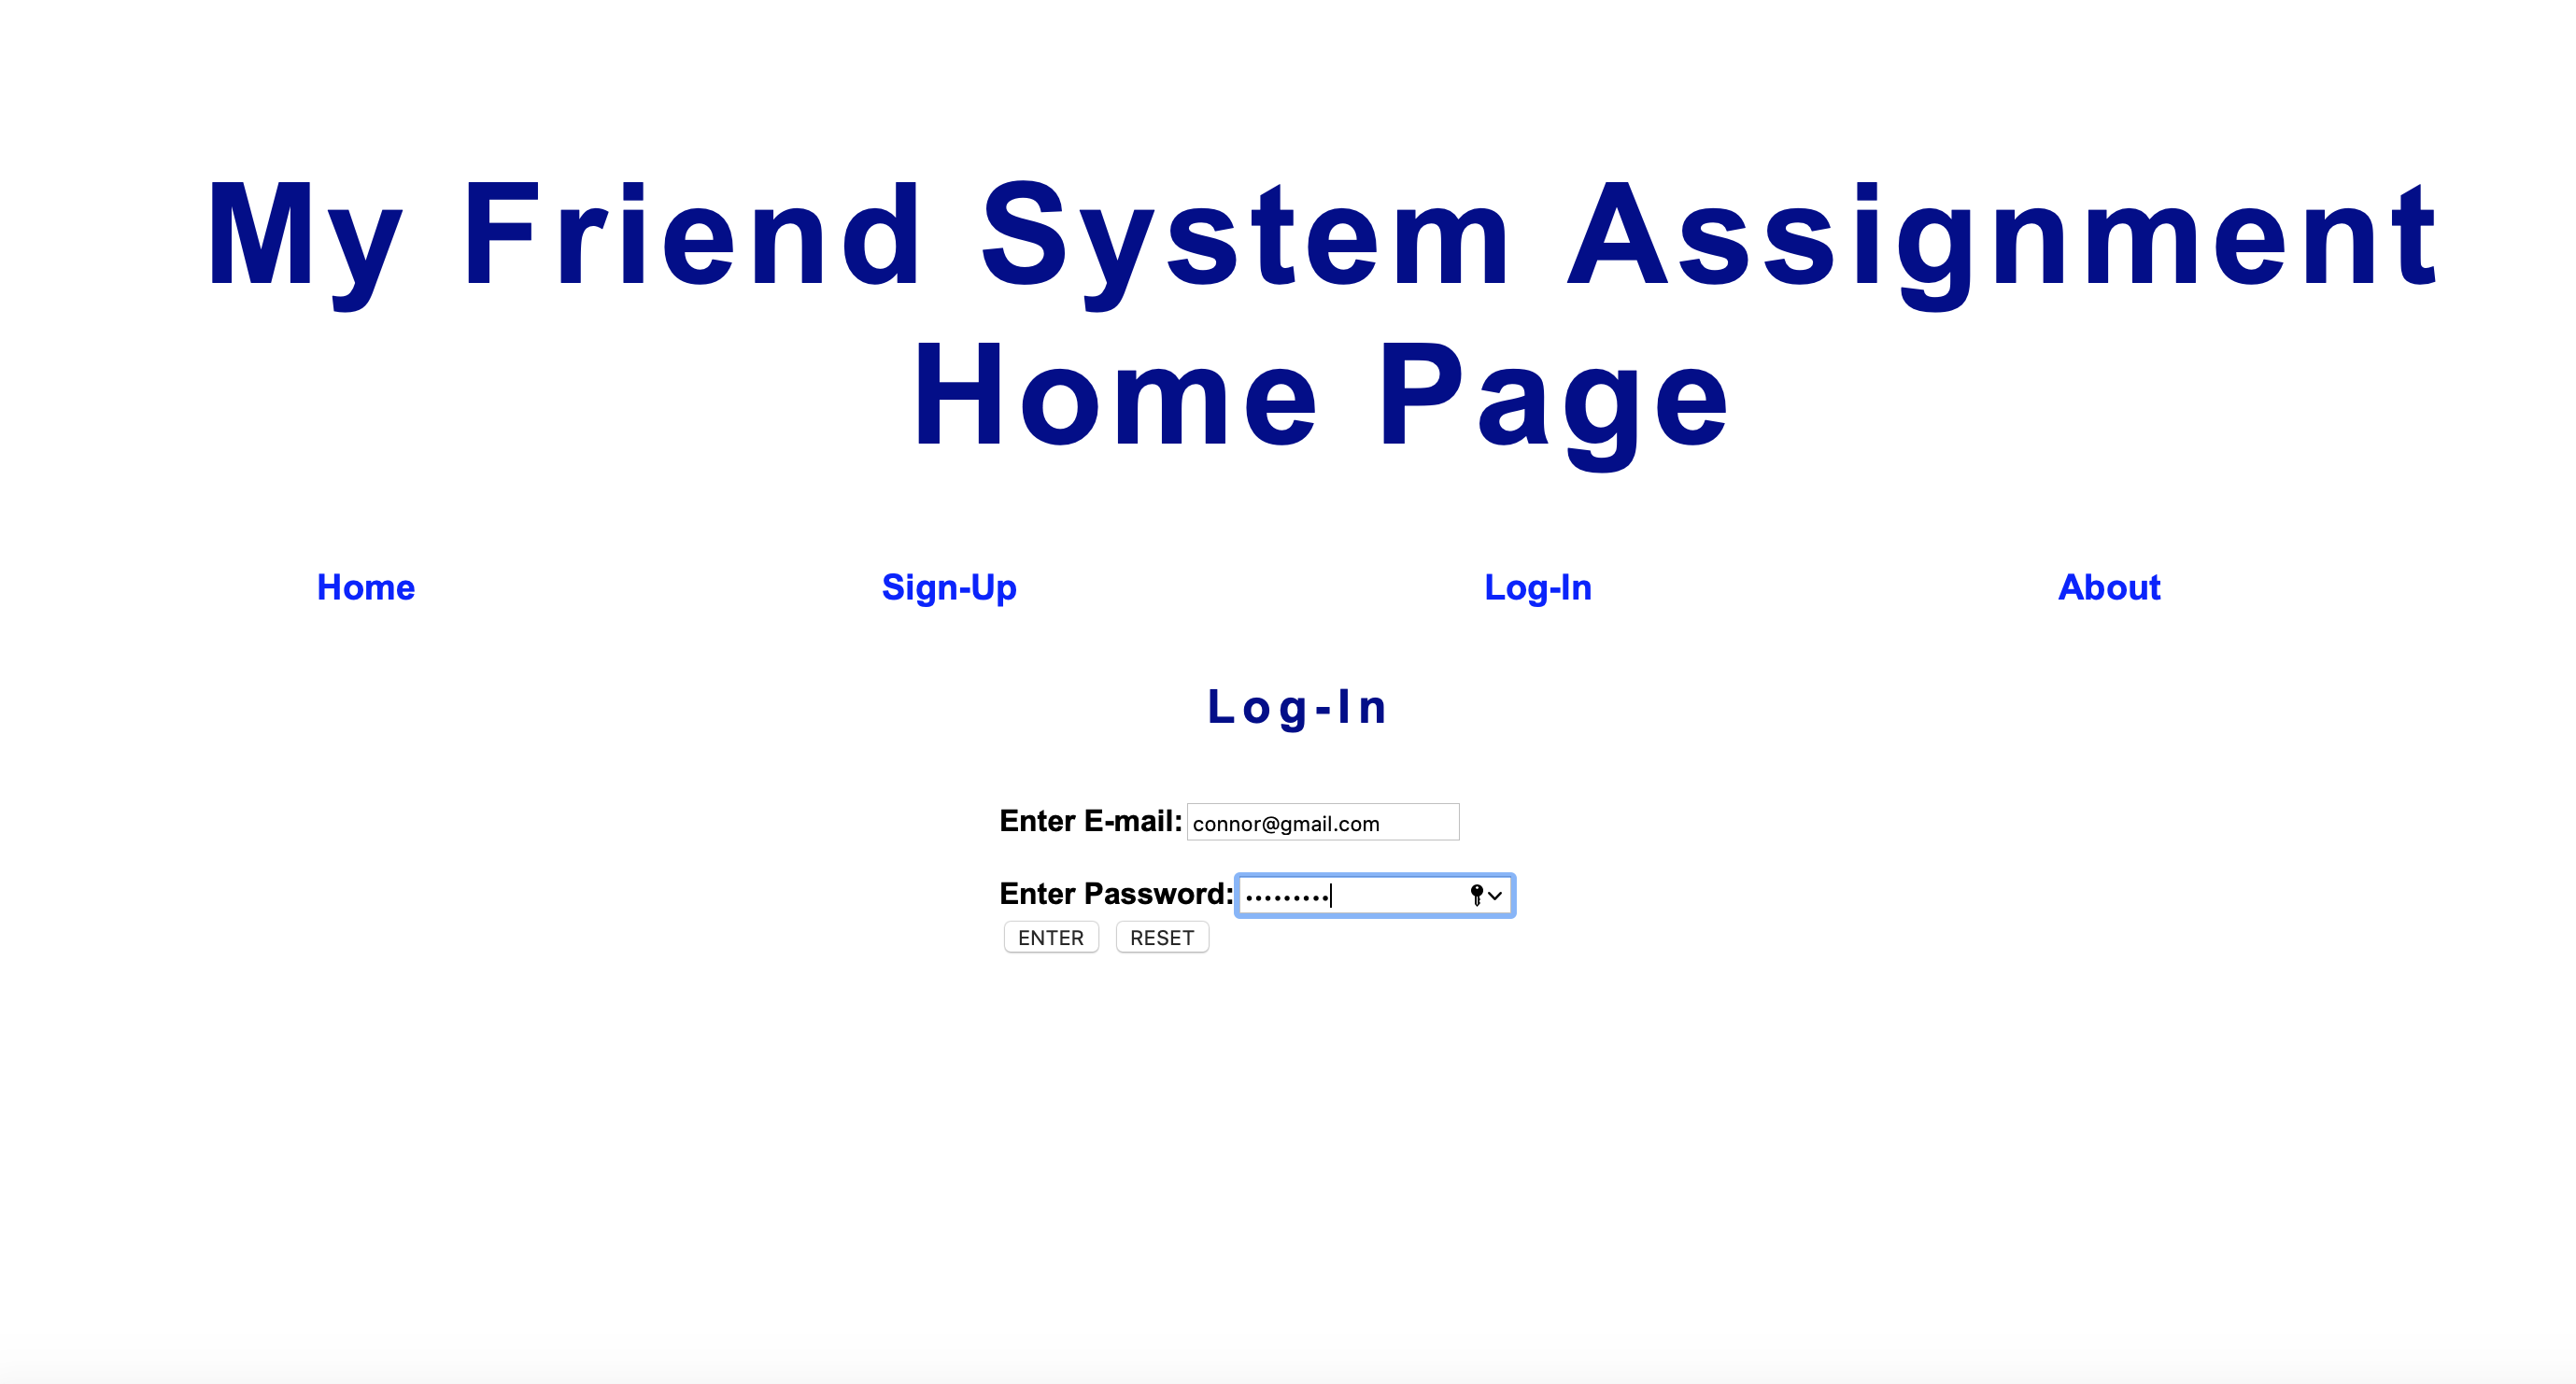 My Friend System Assignment
Home Page
Home Sign-Up Log-In About
Log-In
Enter E-mail: connor@gmail.com
Enter Password: •••••••••
ENTER RESET